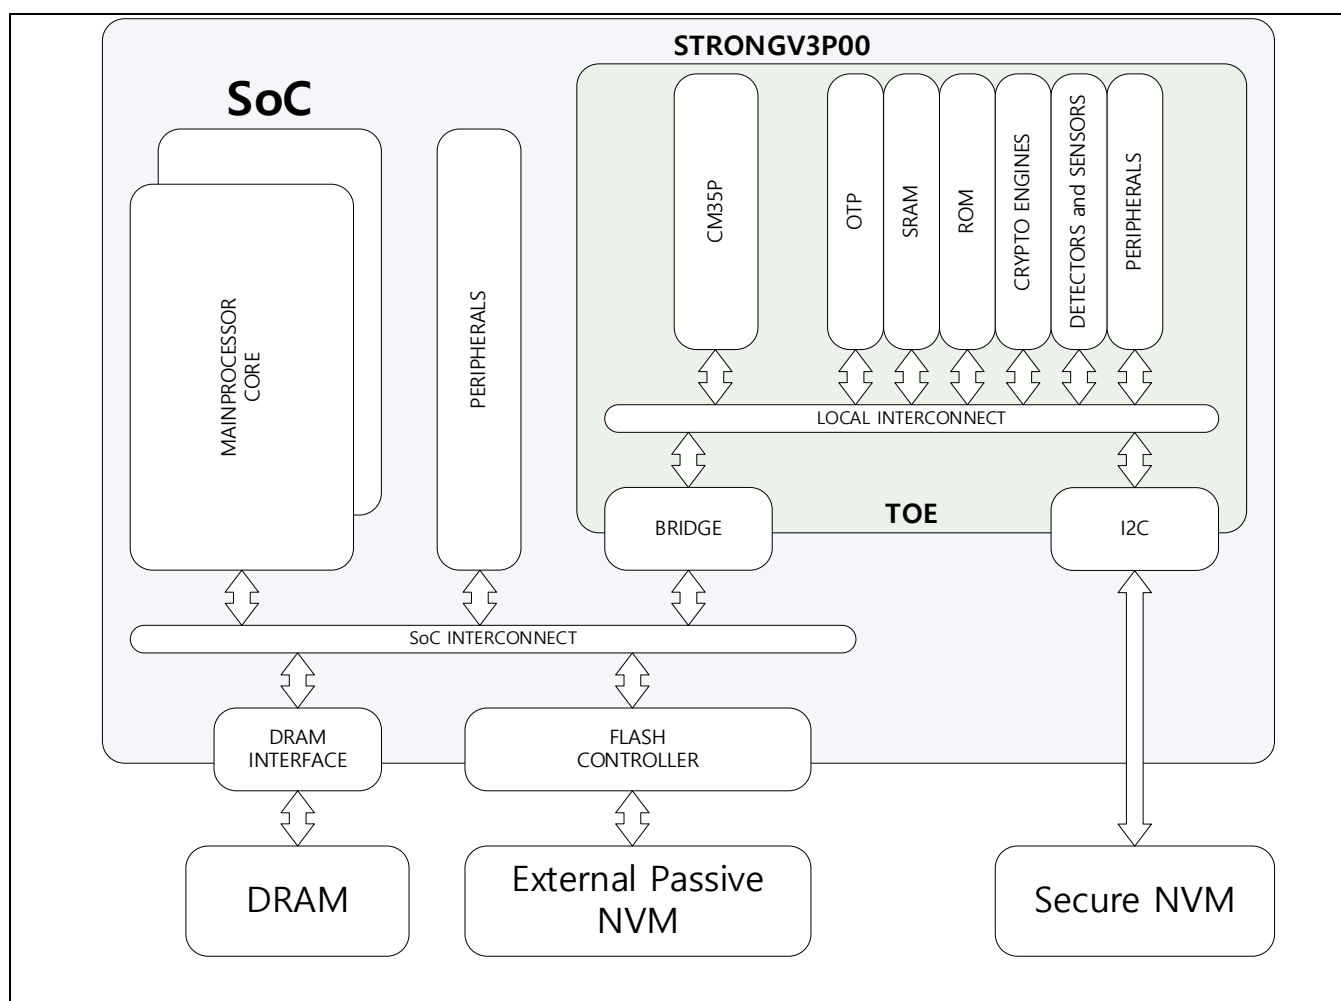 STRONGV3P00
SoC
MAINPROCESSOR
CORE
PERIPHERALS
CM35P
OTP
SRAM
ROM
CRYPTO ENGINES
DETECTORS and SENSORS
PERIPHERALS
LOCAL INTERCONNECT
BRIDGE
TOE
I2C
SoC INTERCONNECT
DRAM
INTERFACE
FLASH
CONTROLLER
DRAM
External Passive
NVM
Secure NVM